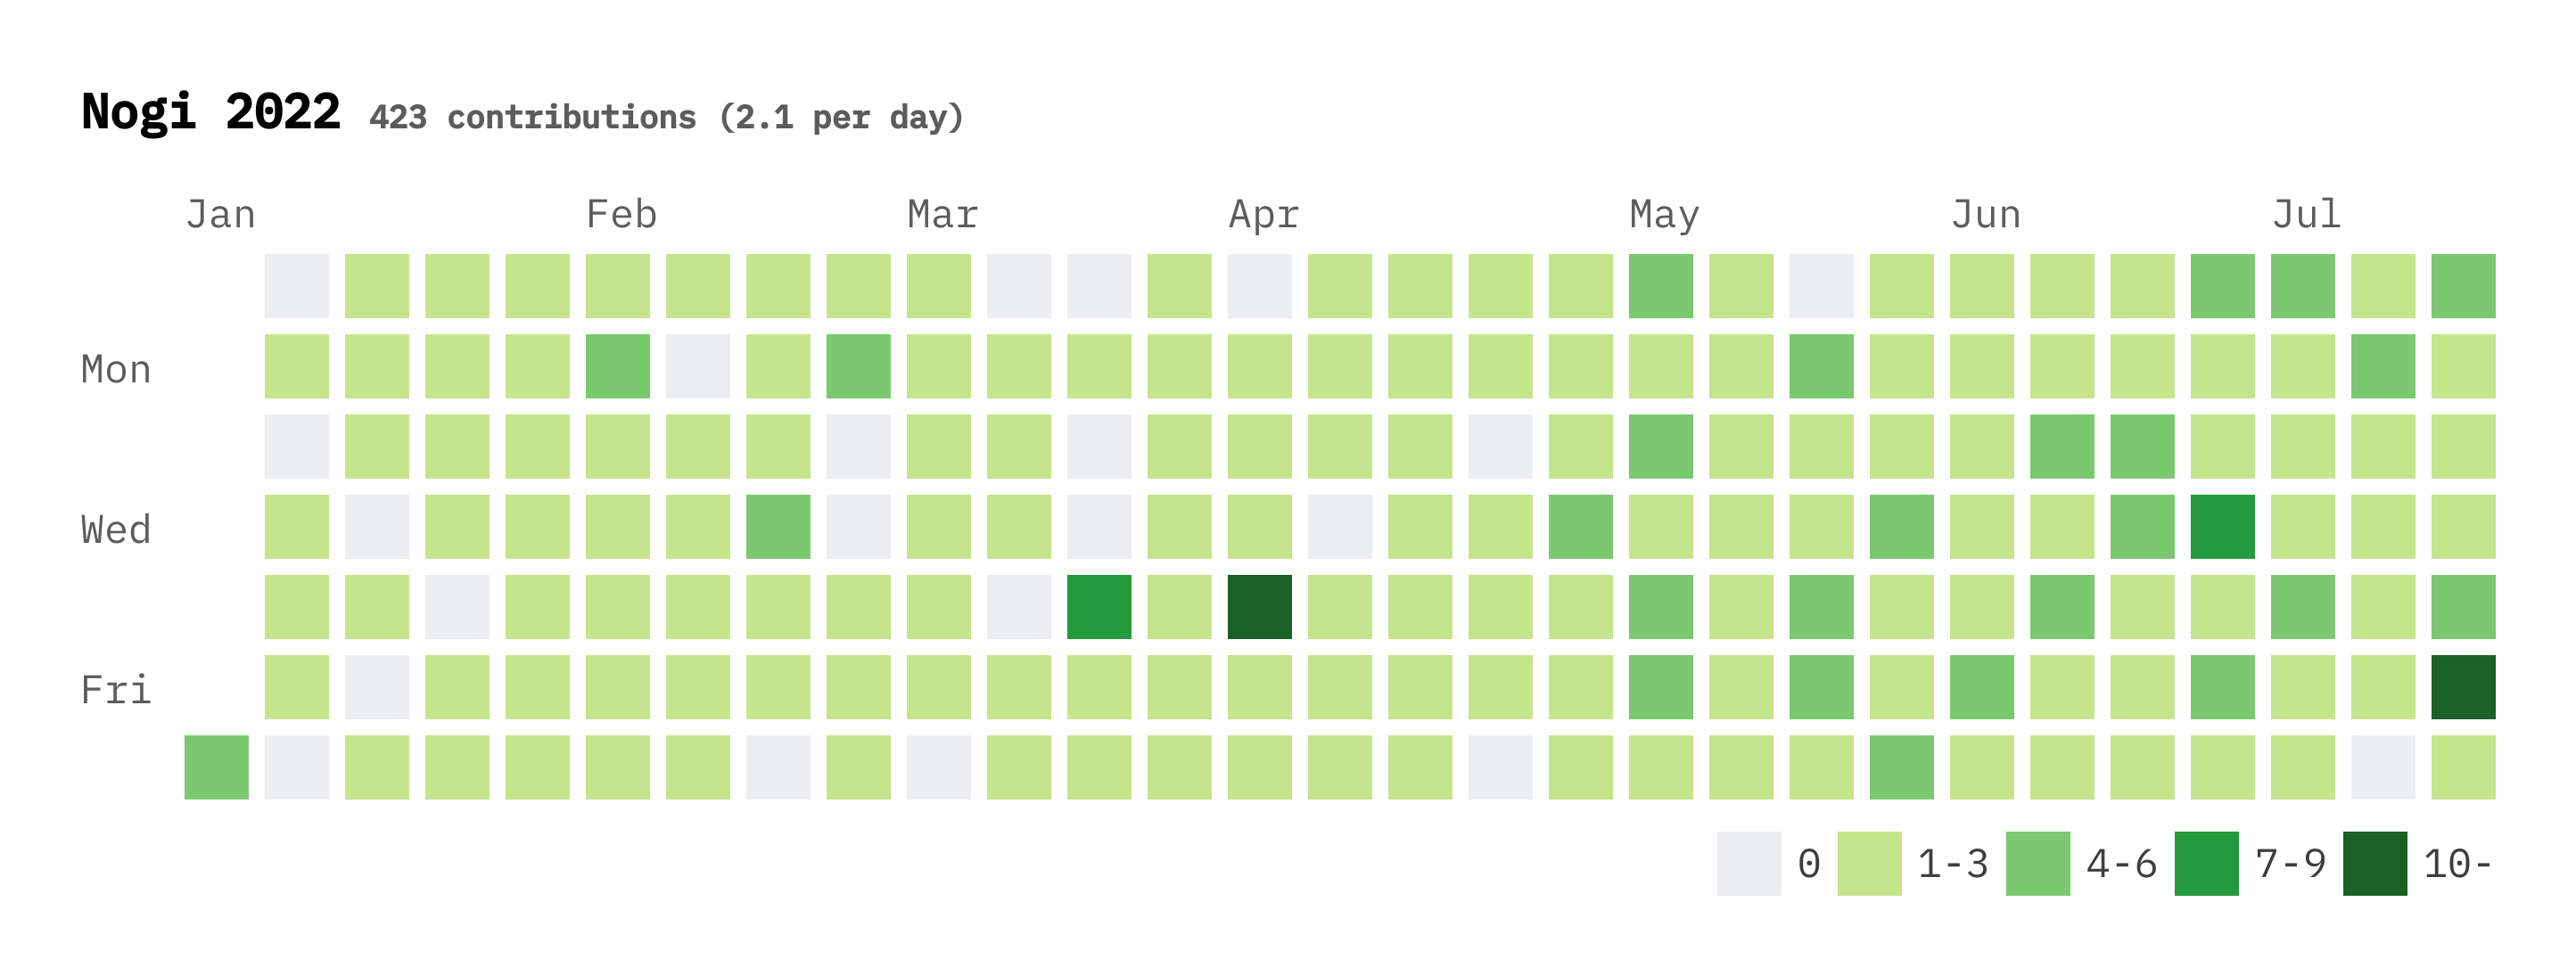 Nogi 2022 423 contributions (2.1 per day)
Jan Feb Mar Apr May Jun Jul
Mon
Wed
Fri
0 1-3 4-6 7-9 10-